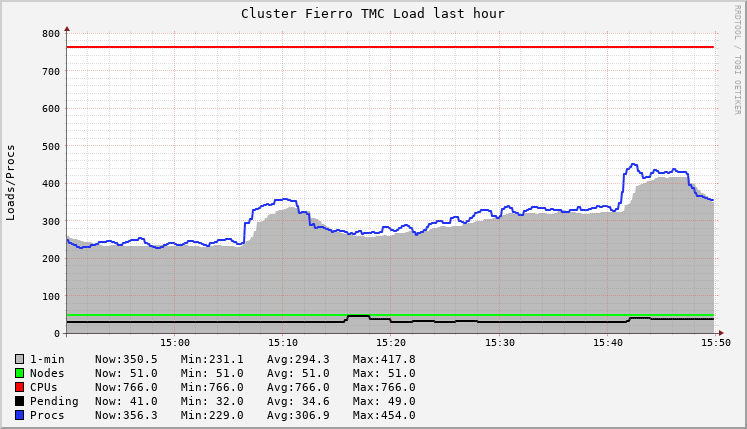 Cluster Fierro TMC Load last hour
RRDTOOL / TOBI OETIKER
Loads/Procs
800
700
600
500
400
300
200
100
0
15:00 15:10 15:20 15:30 15:40 15:50
1-min Now:350.5 Min:231.1 Avg:294.3 Max:417.8
Nodes Now: 51.0 Min: 51.0 Avg: 51.0 Max: 51.0
CPUs Now:766.0 Min:766.0 Avg:766.0 Max:766.0
Pending Now: 41.0 Min: 32.0 Avg: 34.6 Max: 49.0
Procs Now:356.3 Min:229.0 Avg:306.9 Max:454.0